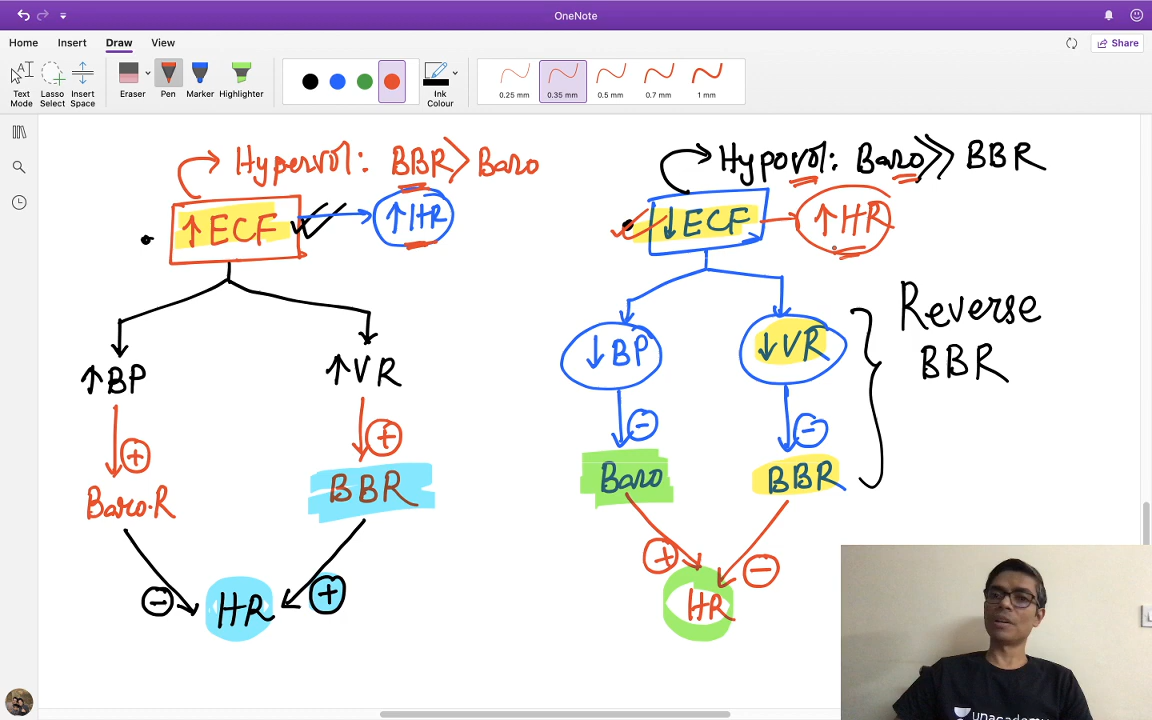 OneNote
Home Insert Draw View
Share
Text Mode
Lasso Select
Insert Space
Eraser
Pen
Marker
Highlighter
Ink Colour
0.25 mm
0.35 mm
0.5 mm
0.7 mm
1 mm
Hypervol: BBR > Baro
↑ECF
↑HR
↑BP
↑VR
+
+
Baro.R
BBR
−
HR
+
Hypovol: Baro >> BBR
↓ECF
↑HR
↓BP
↓VR
Reverse
BBR
−
−
Baro
BBR
+
−
HR
unacademy